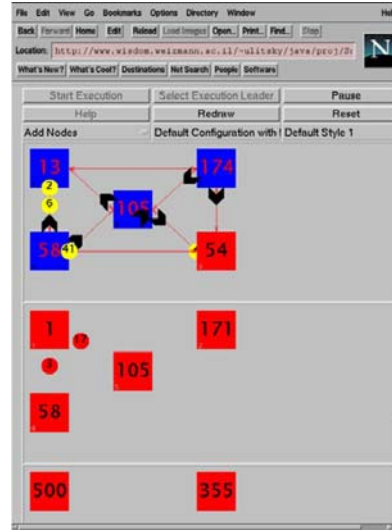 File Edit View Go Bookmarks Options Directory Window Hel
Back Forward Home Edit Reload Load Images Open... Print... Find... Stop
Location: http://www.wisdom.weizmann.ac.il/~ulitsky/java/proj/S
N
What's New? What's Cool? Destinations Net Search People Software
Start Execution Select Execution Leader Pause
Help Redraw Reset
Add Nodes Default Configuration with Default Style 1
13 174
2
6
105
58 41 54
1 17 171
3
105
58
500 355